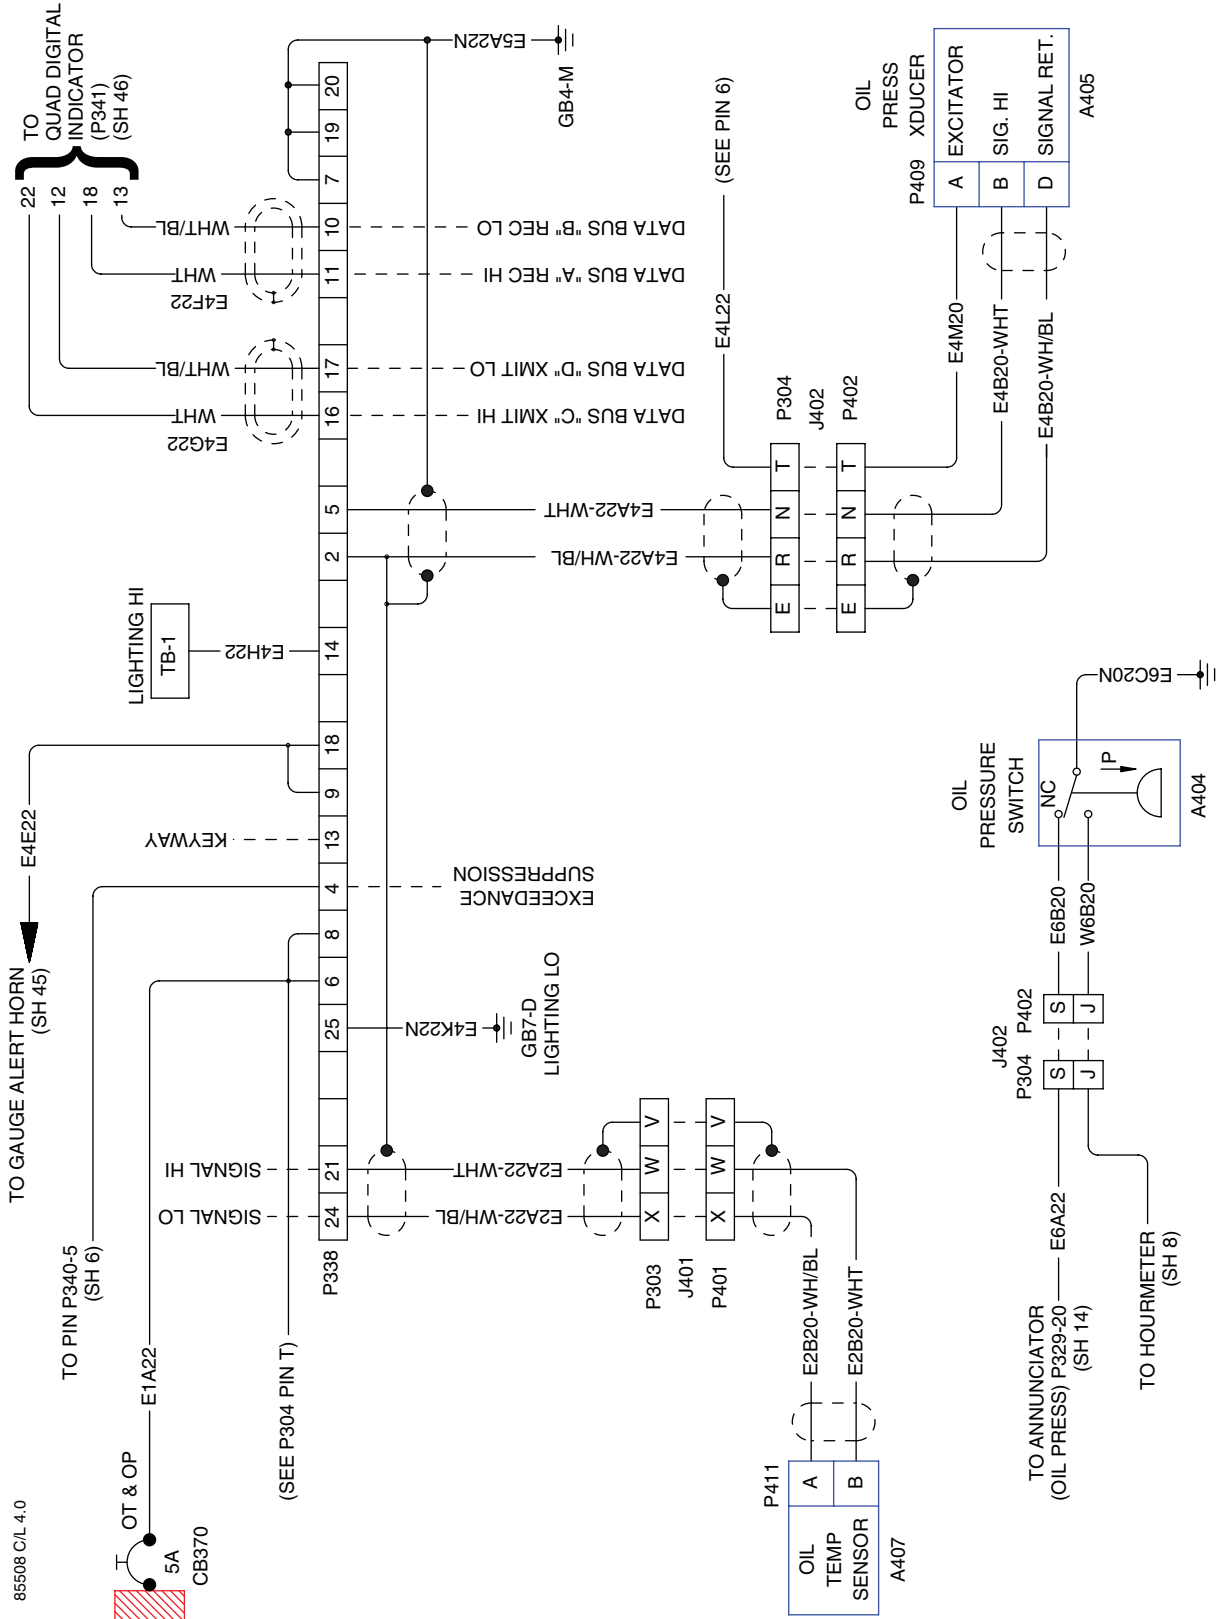 85508 C/L 4.0
OT & OP
5A
CB370
E1A22
TO GAUGE ALERT HORN
(SH 45)
E4E22
TO PIN P340-5
(SH 6)
(SEE P304 PIN T)
LIGHTING HI
TB-1
E4H22
KEYWAY
SIGNAL LO
SIGNAL HI
TO
QUAD DIGITAL
INDICATOR
(P341)
(SH 46)
22
12
18
13
WHT
E4G22
WHT/BL
WHT
E4F22
WHT/BL
P338
24
21
25
6
8
4
13
9
18
14
2
5
16
17
11
10
7
19
20
E5A22N
GB4-M
E4K22N
GB7-D
LIGHTING LO
EXCEEDANCE
SUPPRESSION
DATA BUS "C" XMIT HI
DATA BUS "D" XMIT LO
DATA BUS "A" REC HI
DATA BUS "B" REC LO
E2A22-WH/BL
E2A22-WHT
E4A22-WH/BL
E4A22-WHT
P303
X
W
V
J401
P401
X
W
V
E
R
N
T
P304
J402
E
R
N
T
P402
E4L22
(SEE PIN 6)
E2B20-WH/BL
E2B20-WHT
P411
A
B
OIL
TEMP
SENSOR
A407
E4M20
E4B20-WHT
E4B20-WH/BL
OIL
PRESS
XDUCER
P409
A
EXCITATOR
B
SIG. HI
D
SIGNAL RET.
A405
TO ANNUNCIATOR
(OIL PRESS) P329-20
(SH 14)
E6A22
TO HOURMETER
(SH 8)
J402
P304
P402
S
J
S
J
E6B20
W6B20
OIL
PRESSURE
SWITCH
NC
P
A404
E6C20N